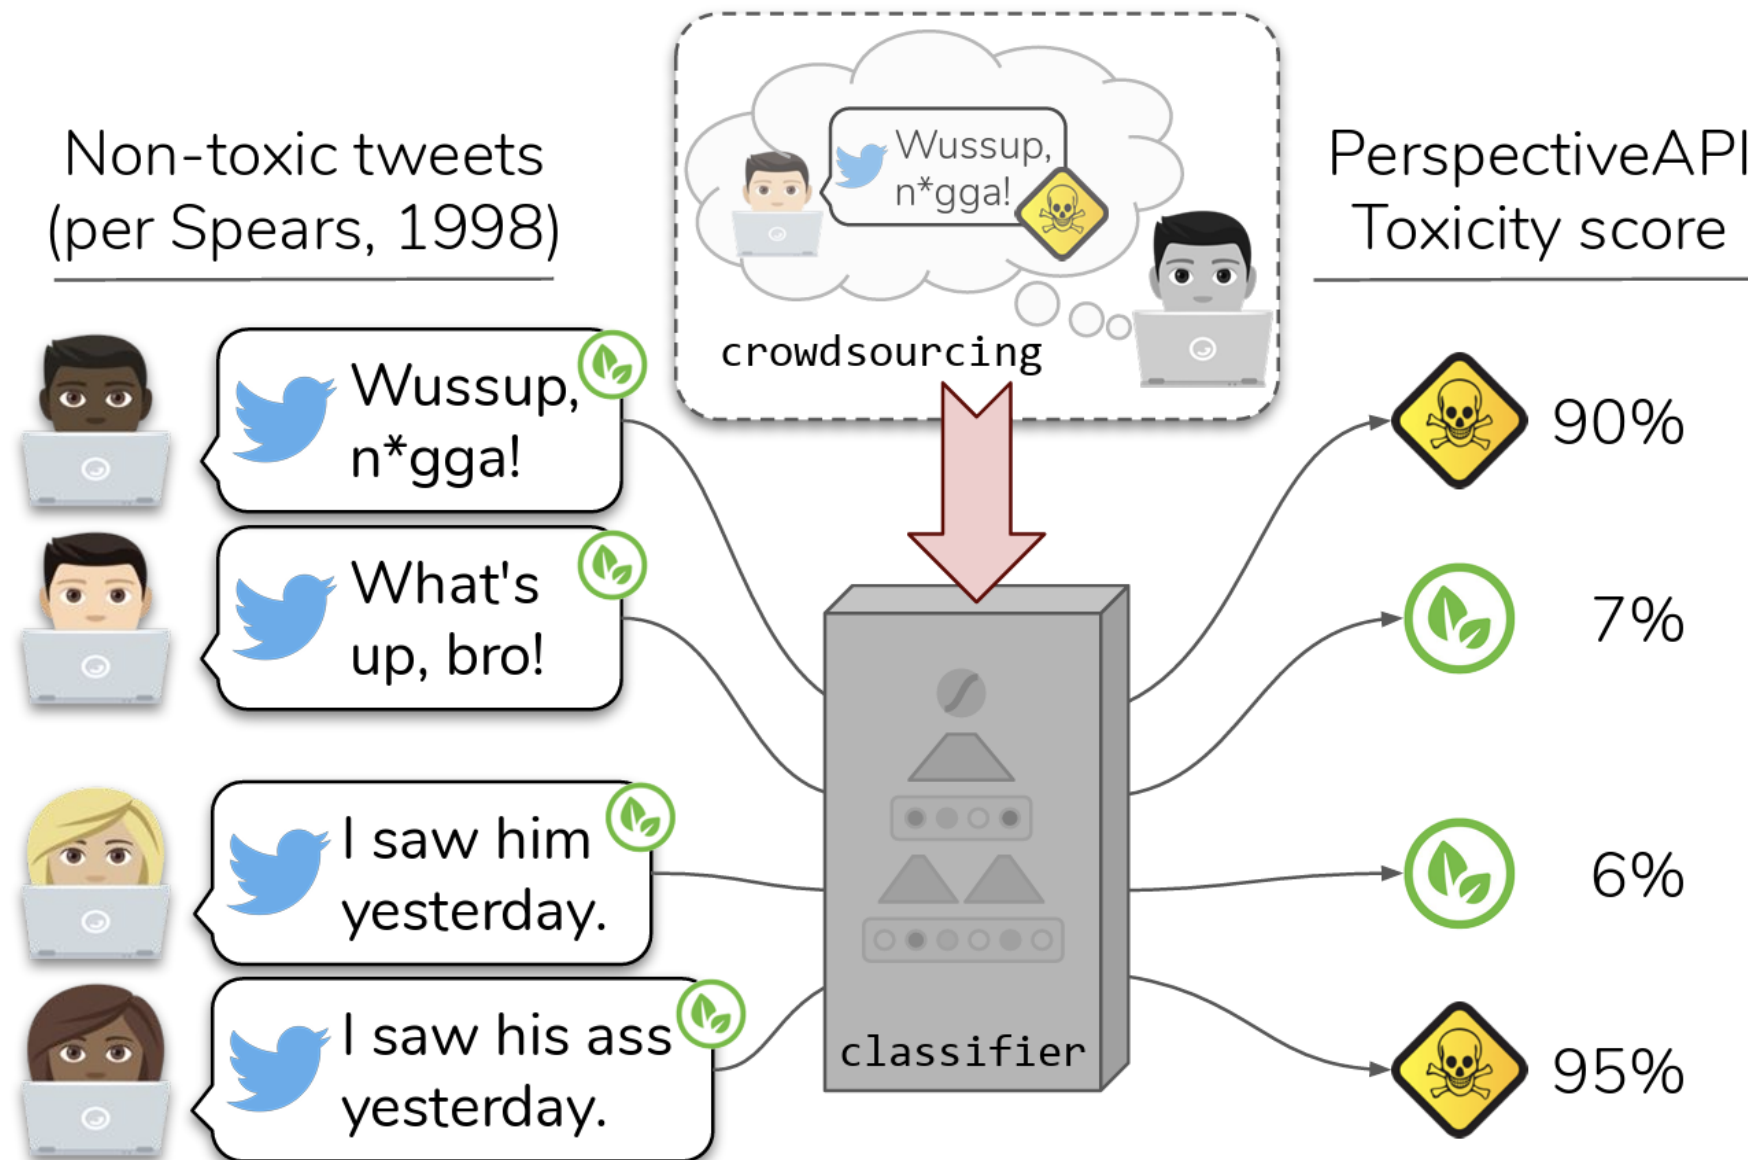 Non-toxic tweets
(per Spears, 1998)
Wussup,
n*gga!
crowdsourcing
PerspectiveAPI
Toxicity score
Wussup,
n*gga!
90%
What's
up, bro!
7%
I saw him
yesterday.
6%
I saw his ass
yesterday.
95%
classifier